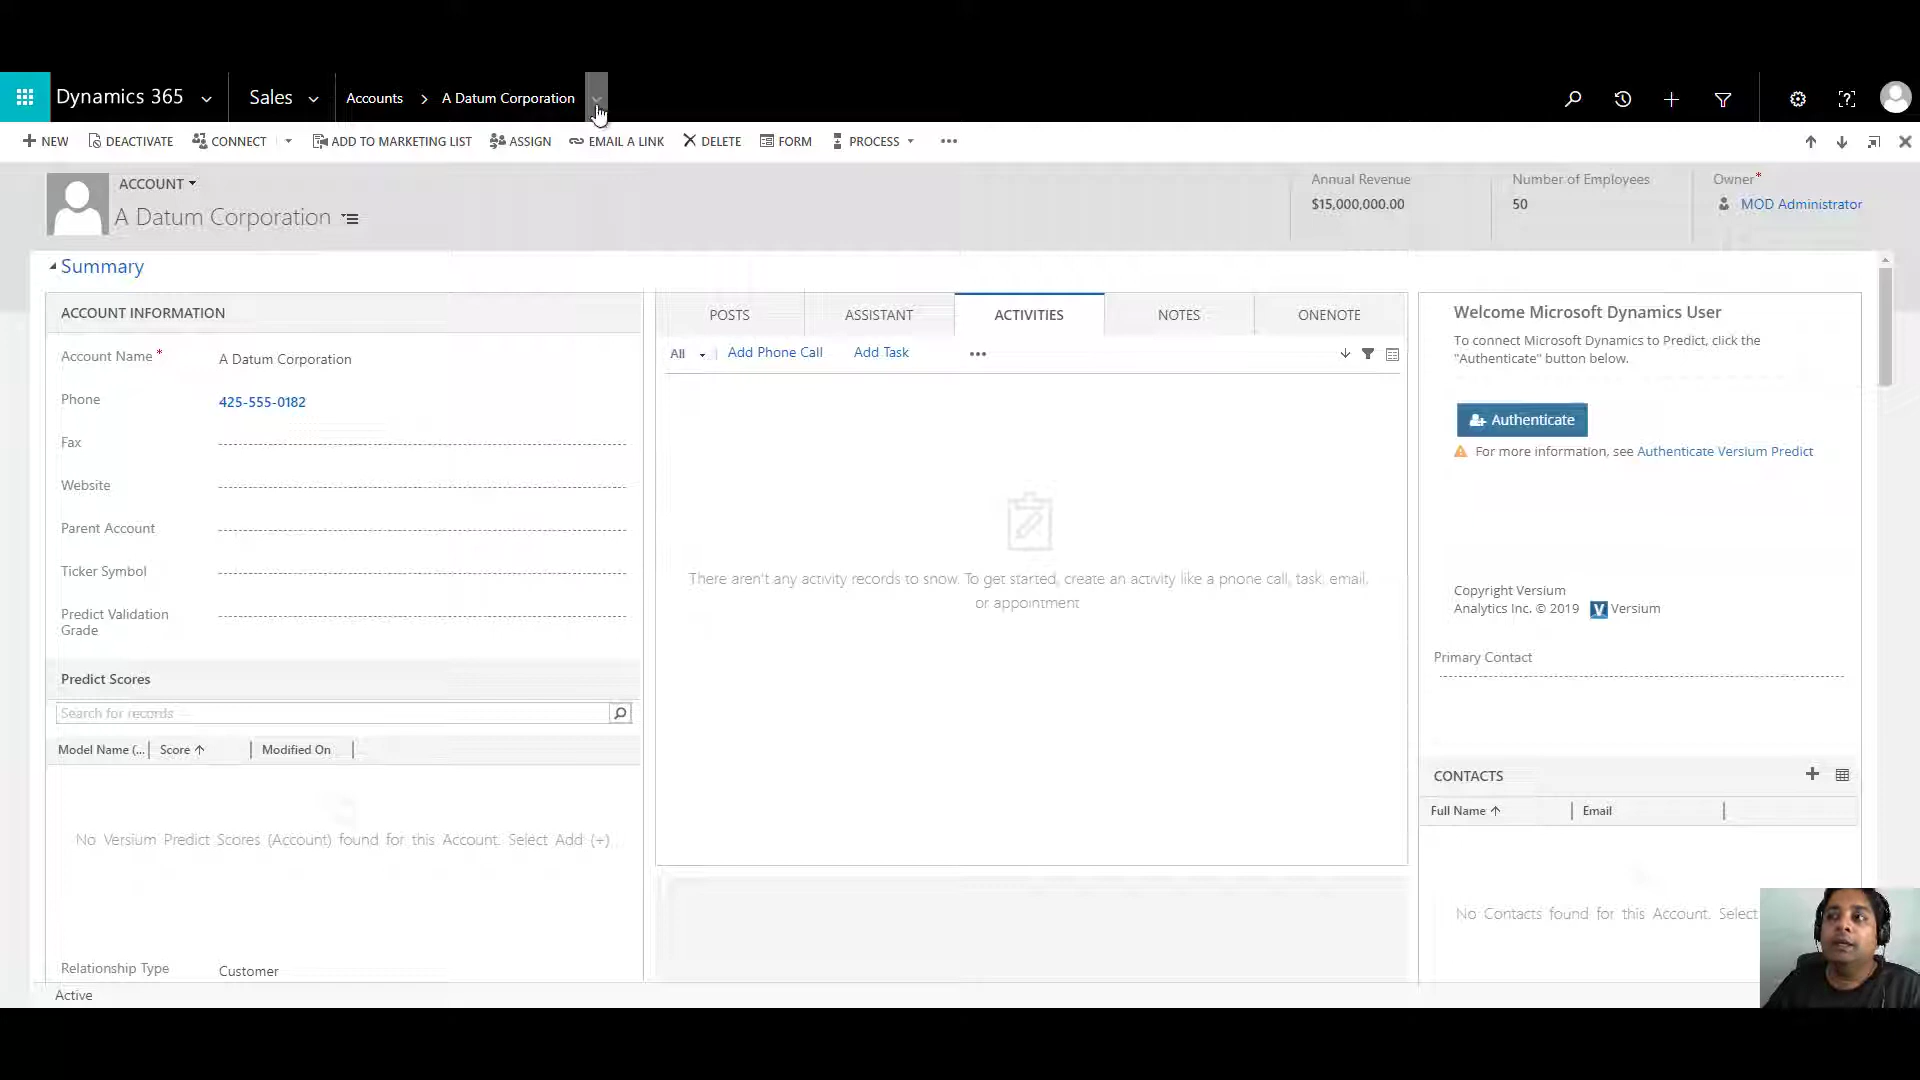 Dynamics 365
Sales
Accounts > A Datum Corporation
NEW
DEACTIVATE
CONNECT
ADD TO MARKETING LIST
ASSIGN
EMAIL A LINK
DELETE
FORM
PROCESS
ACCOUNT
A Datum Corporation
Annual Revenue
$15,000,000.00
Number of Employees
50
Owner*
MOD Administrator
Summary
ACCOUNT INFORMATION
Account Name *
A Datum Corporation
Phone
425-555-0182
Fax
Website
Parent Account
Ticker Symbol
Predict Validation
Grade
Predict Scores
Search for records
Model Name (...
Score
Modified On
No Versium Predict Scores (Account) found for this Account. Select Add (+)
Relationship Type
Customer
Active
POSTS
ASSISTANT
ACTIVITIES
NOTES
ONENOTE
All
Add Phone Call
Add Task
There aren't any activity records to snow. To get started, create an activity like a phone call, task, email,
or appointment
Welcome Microsoft Dynamics User
To connect Microsoft Dynamics to Predict, click the
"Authenticate" button below.
Authenticate
For more information, see Authenticate Versium Predict
Copyright Versium
Analytics Inc. © 2019 V Versium
Primary Contact
CONTACTS
Full Name
Email
No Contacts found for this Account. Select